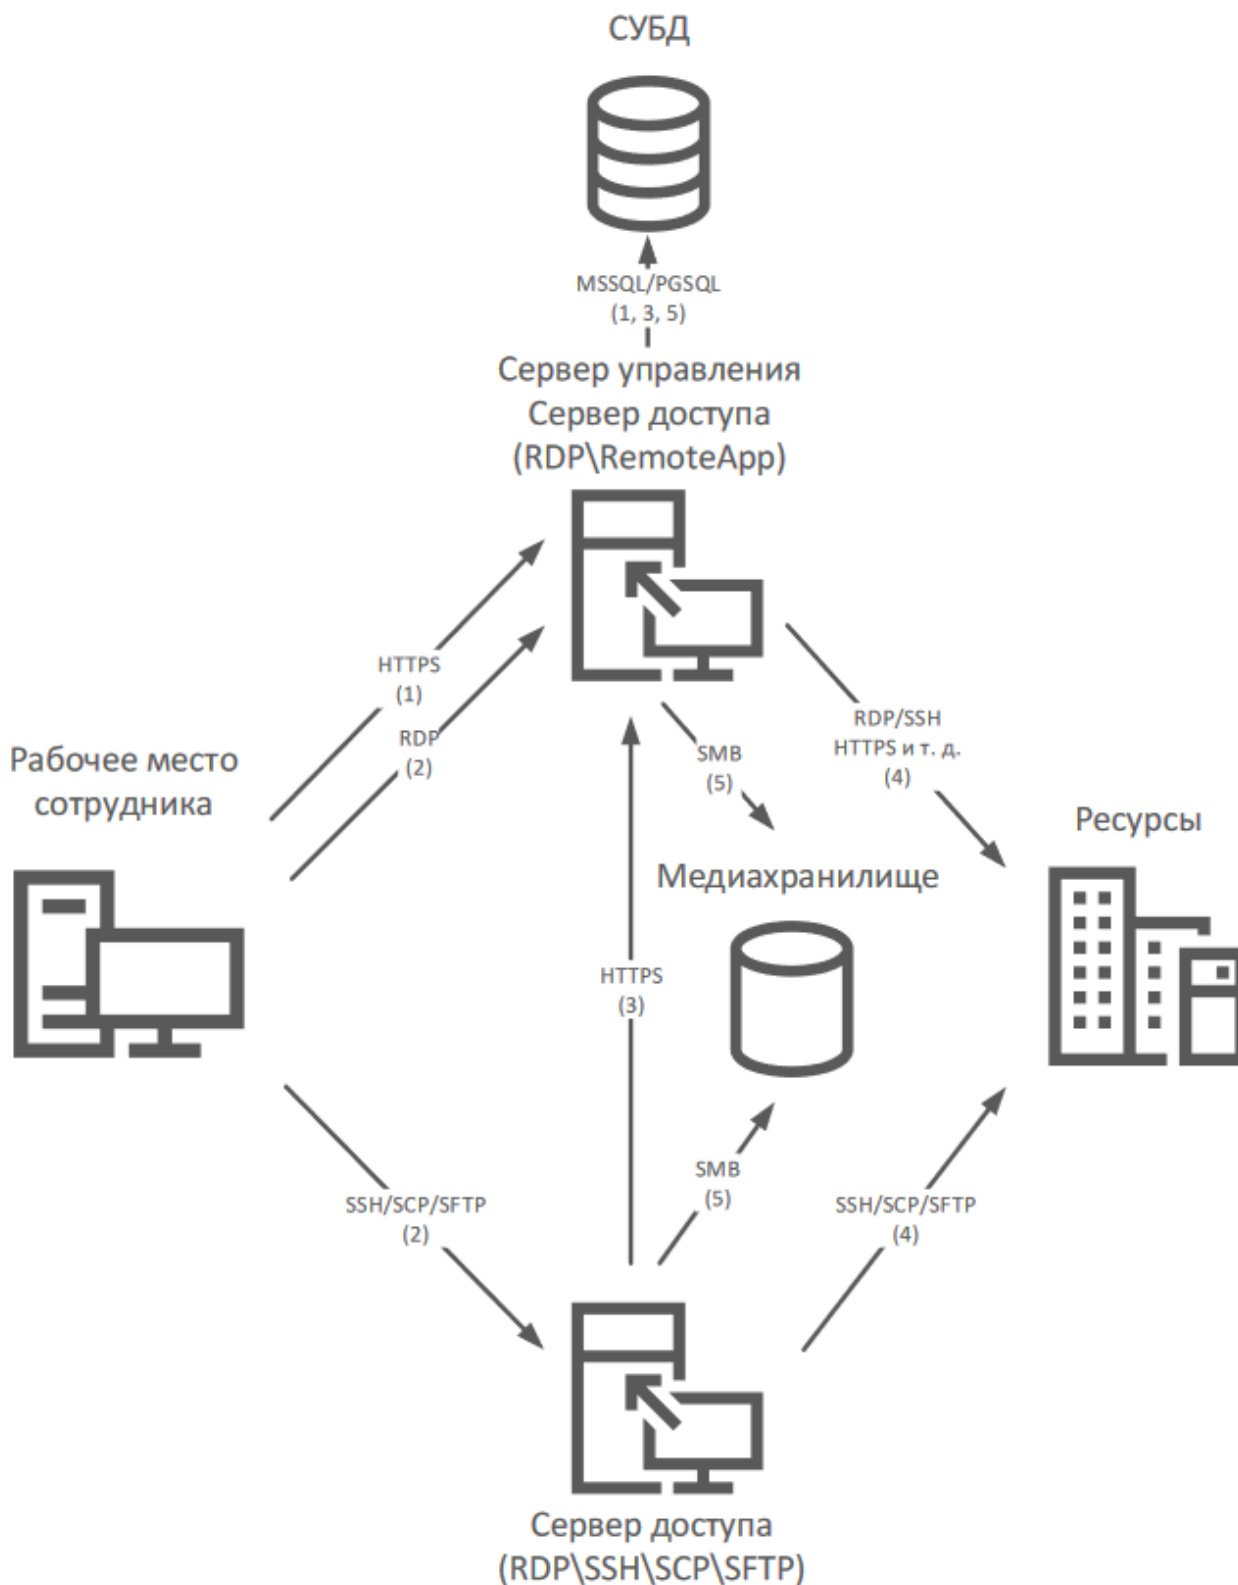 СУБД
MSSQL/PGSQL
(1, 3, 5)
Сервер управления
Сервер доступа
(RDP\RemoteApp)
HTTPS
(1)
RDP
(2)
Рабочее место
сотрудника
SMB
(5)
RDP/SSH
HTTPS и т. д.
(4)
Ресурсы
Медиахранилище
HTTPS
(3)
SMB
(5)
SSH/SCP/SFTP
(2)
SSH/SCP/SFTP
(4)
Сервер доступа
(RDP\SSH\SCP\SFTP)